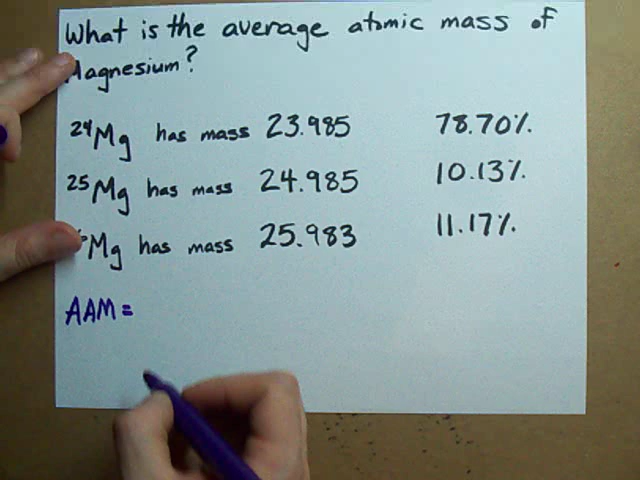 What is the average atomic mass of
Magnesium?
²⁴Mg has mass 23.985 78.70%
²⁵Mg has mass 24.985 10.13%
Mg has mass 25.983 11.17%
AAM =